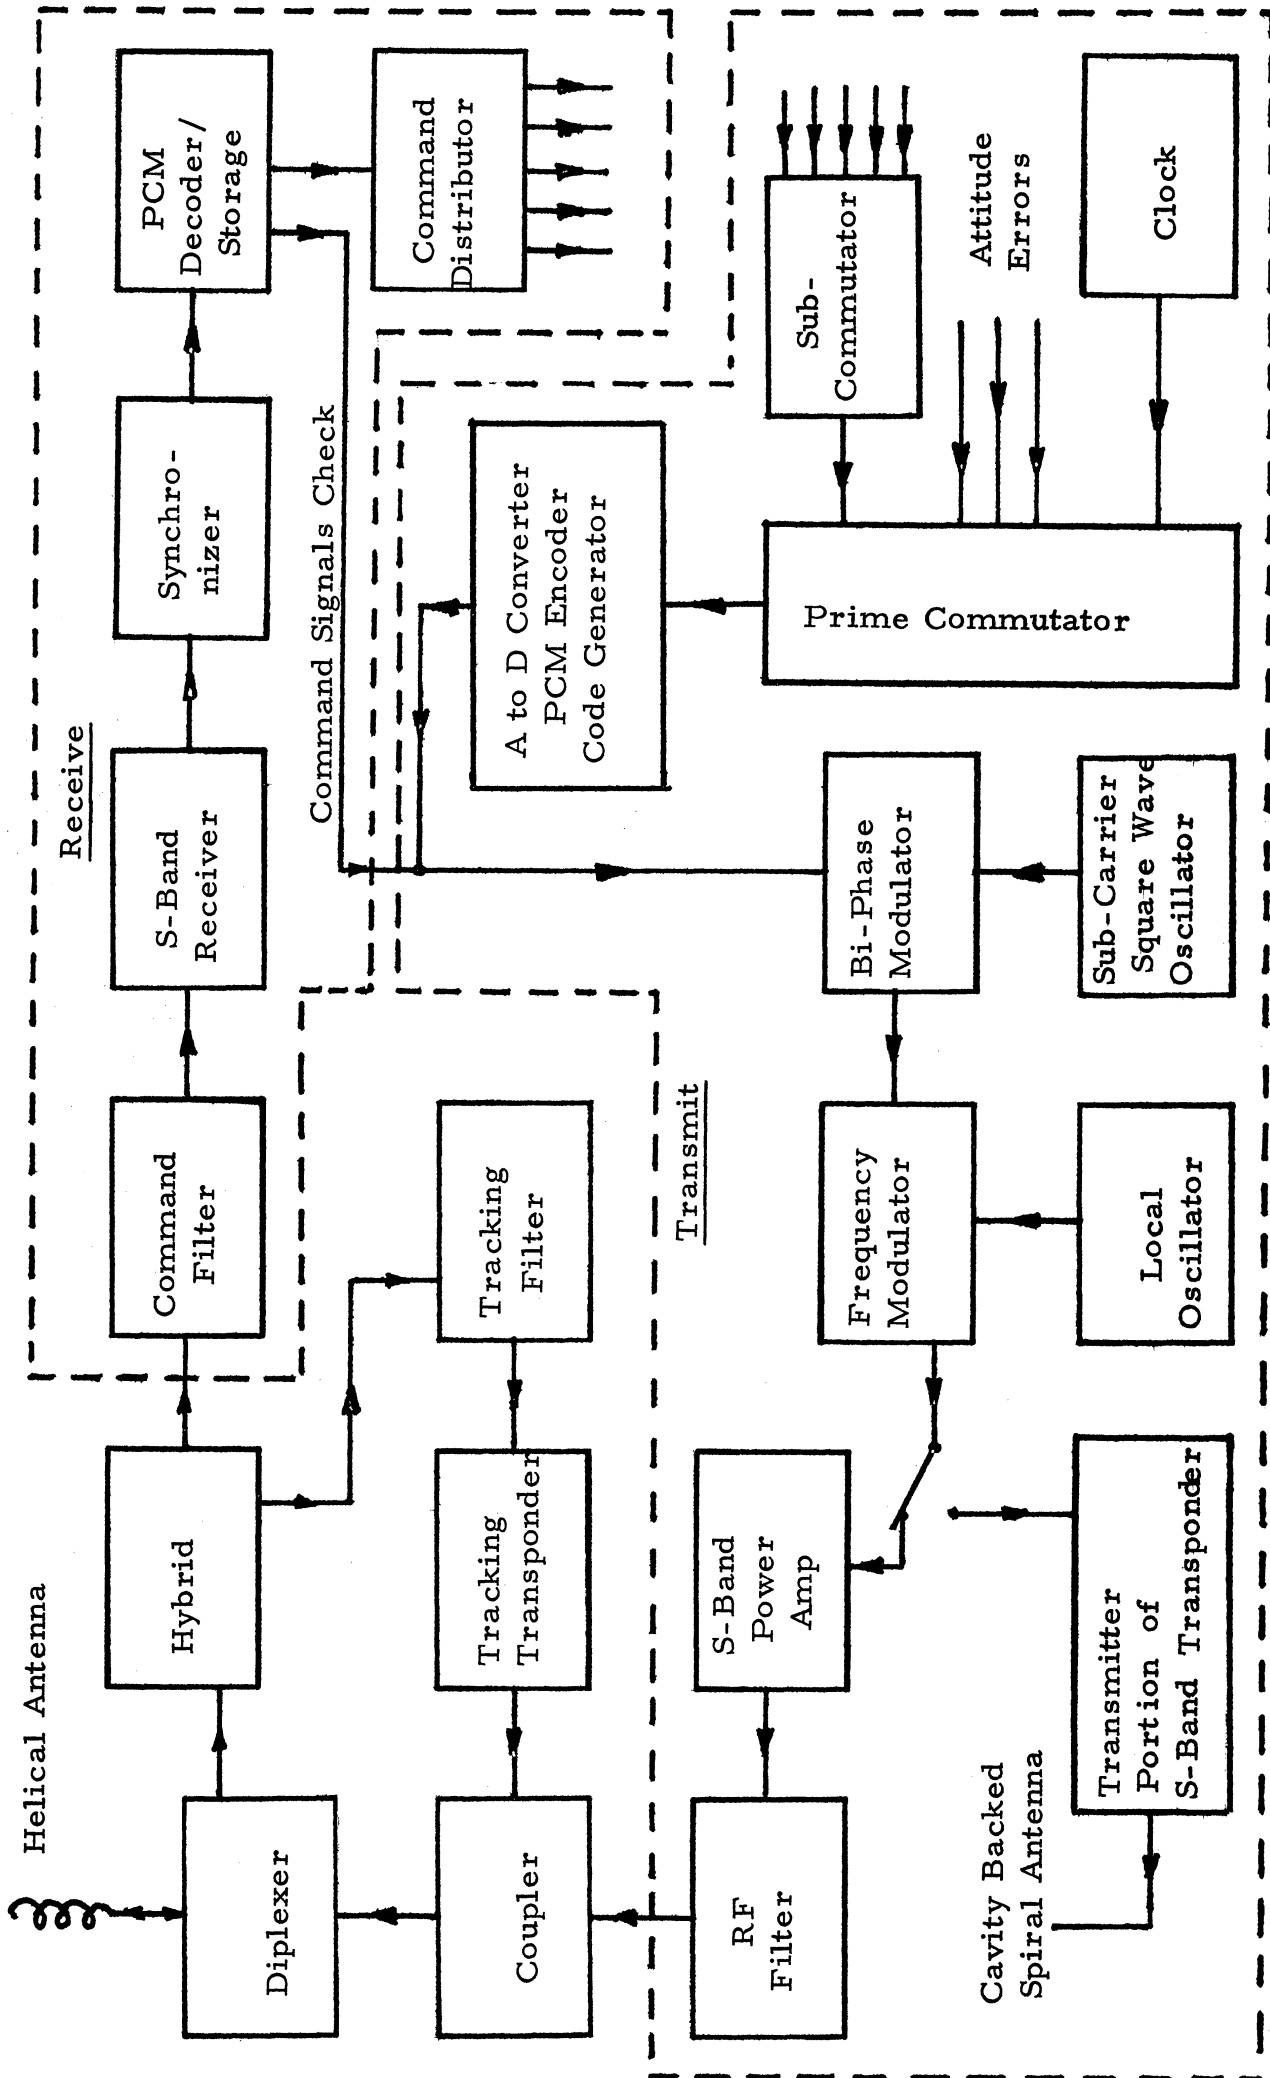 Helical Antenna
Receive
Diplexer
Hybrid
Command
Filter
S-Band
Receiver
Synchro-
nizer
PCM
Decoder/
Storage
Command Signals Check
Command
Distributor
Coupler
Tracking
Transponder
Tracking
Filter
Transmit
A to D Converter
PCM Encoder
Code Generator
RF
Filter
S-Band
Power
Amp
Frequency
Modulator
Bi-Phase
Modulator
Prime Commutator
Sub-
Commutator
Attitude
Errors
Clock
Cavity Backed
Spiral Antenna
Transmitter
Portion of
S-Band Transponder
Local
Oscillator
Sub-Carrier
Square Wave
Oscillator